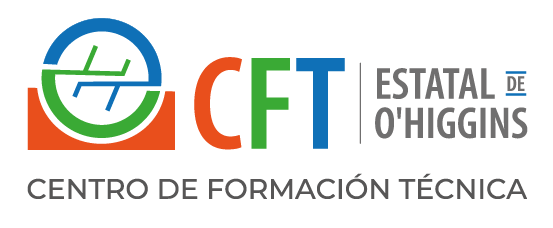 CFT
ESTATAL DE
O'HIGGINS
CENTRO DE FORMACIÓN TÉCNICA